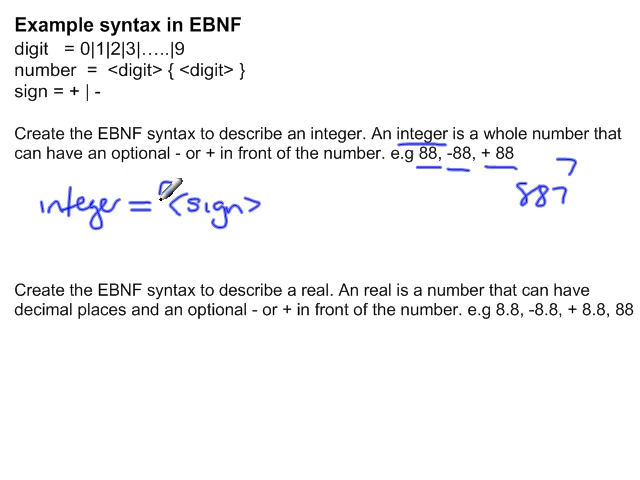 Example syntax in EBNF
digit = 0|1|2|3|…..|9
number = <digit> { <digit> }
sign = + | -
Create the EBNF syntax to describe an integer. An integer is a whole number that
can have an optional - or + in front of the number. e.g 88, -88, + 88
7
887
integer = [<sign>
Create the EBNF syntax to describe a real. An real is a number that can have
decimal places and an optional - or + in front of the number. e.g 8.8, -8.8, + 8.8, 88